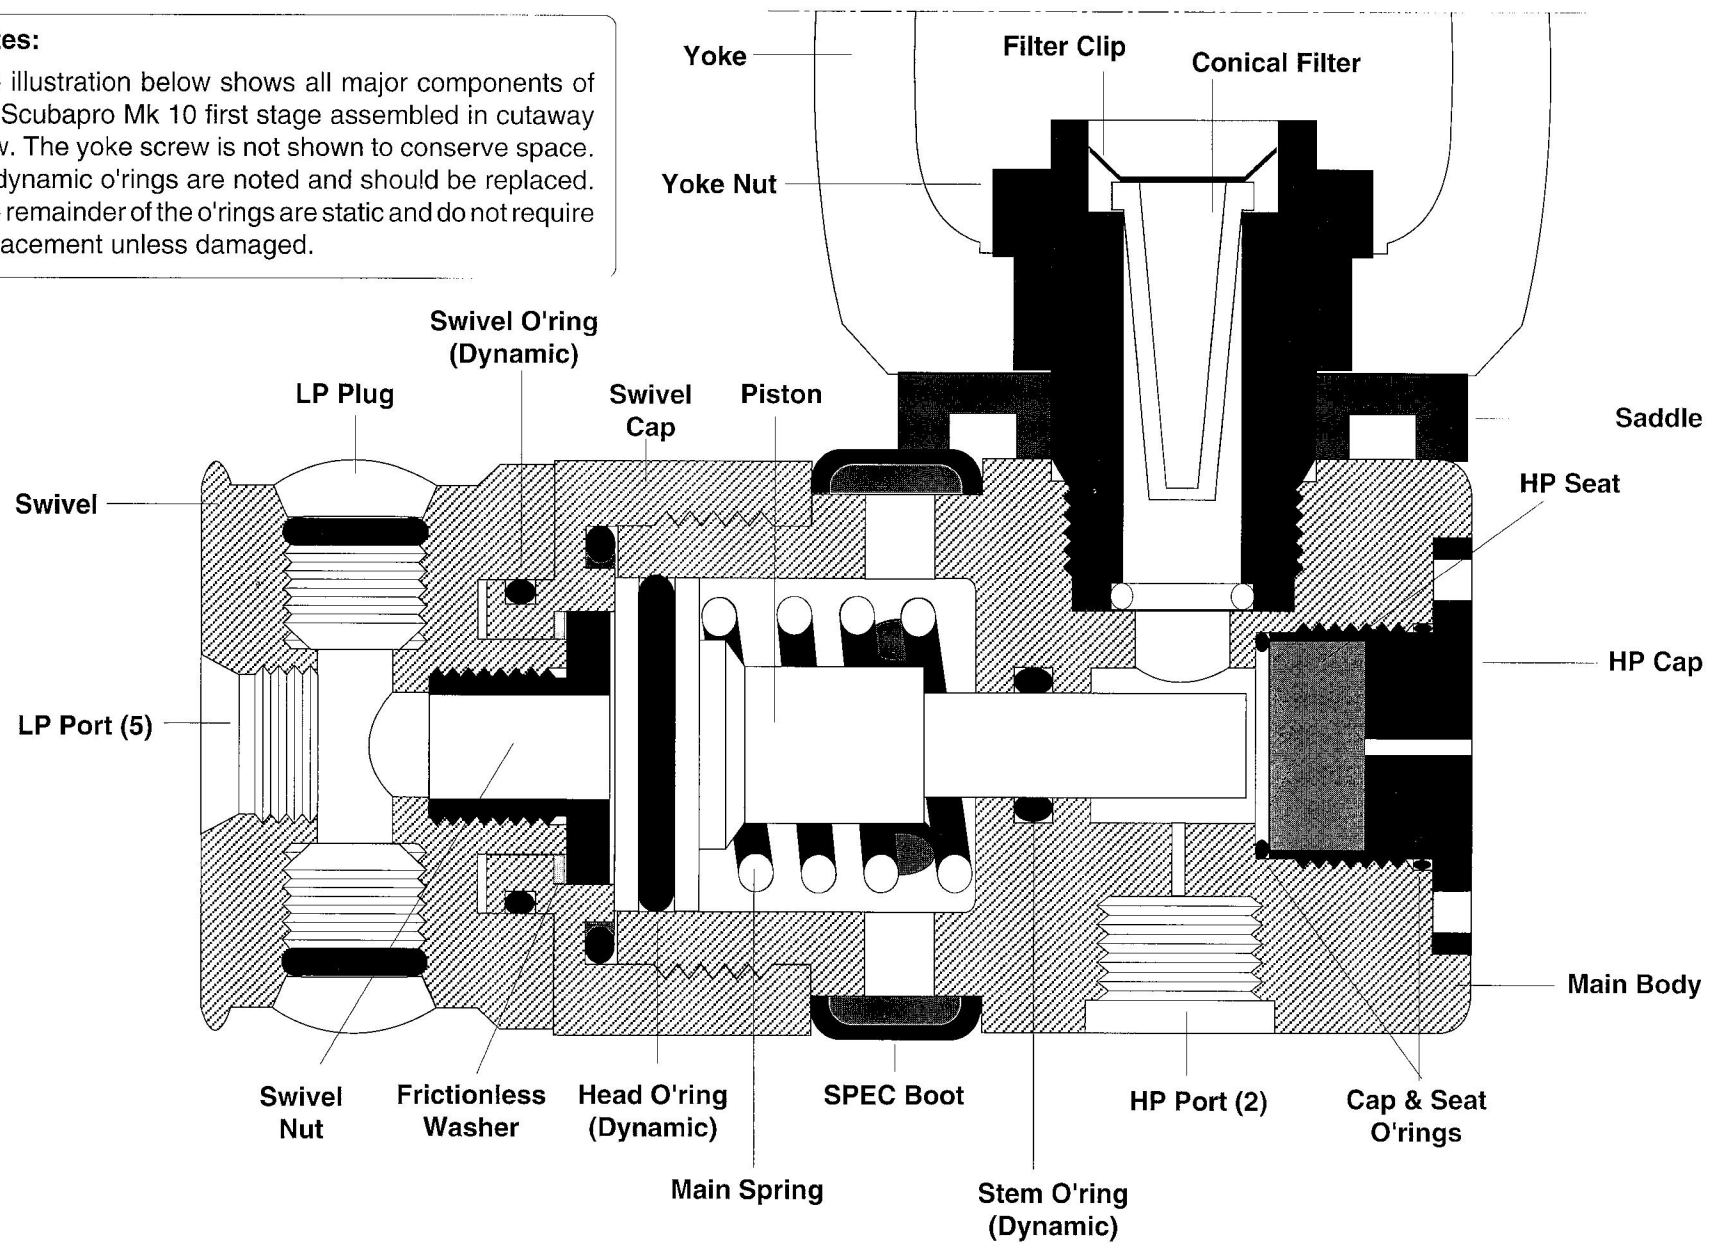 illustration below shows all major components of
Scubapro Mk 10 first stage assembled in cutaway
The yoke screw is not shown to conserve space.
dynamic o'rings are noted and should be replaced.
remainder of the o'rings are static and do not require
unless damaged.
Yoke
Filter Clip
Conical Filter
Yoke Nut
Swivel O'ring
(Dynamic)
LP Plug
Swivel
Cap
Piston
Saddle
Swivel
HP Seat
HP Cap
LP Port (5)
Main Body
Swivel
Nut
Frictionless
Washer
Head O'ring
(Dynamic)
SPEC Boot
HP Port (2)
Cap & Seat
O'rings
Main Spring
Stem O'ring
(Dynamic)